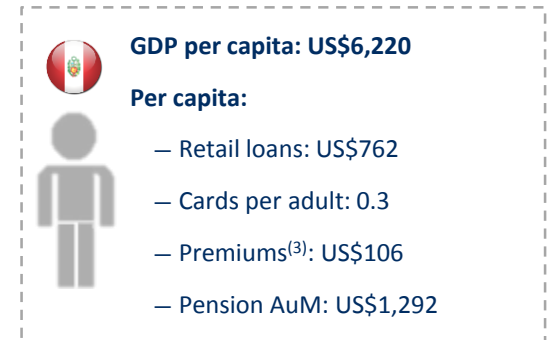 GDP per capita: US$6,220
Per capita:
— Retail loans: US$762
— Cards per adult: 0.3
— Premiums(3): US$106
— Pension AuM: US$1,292